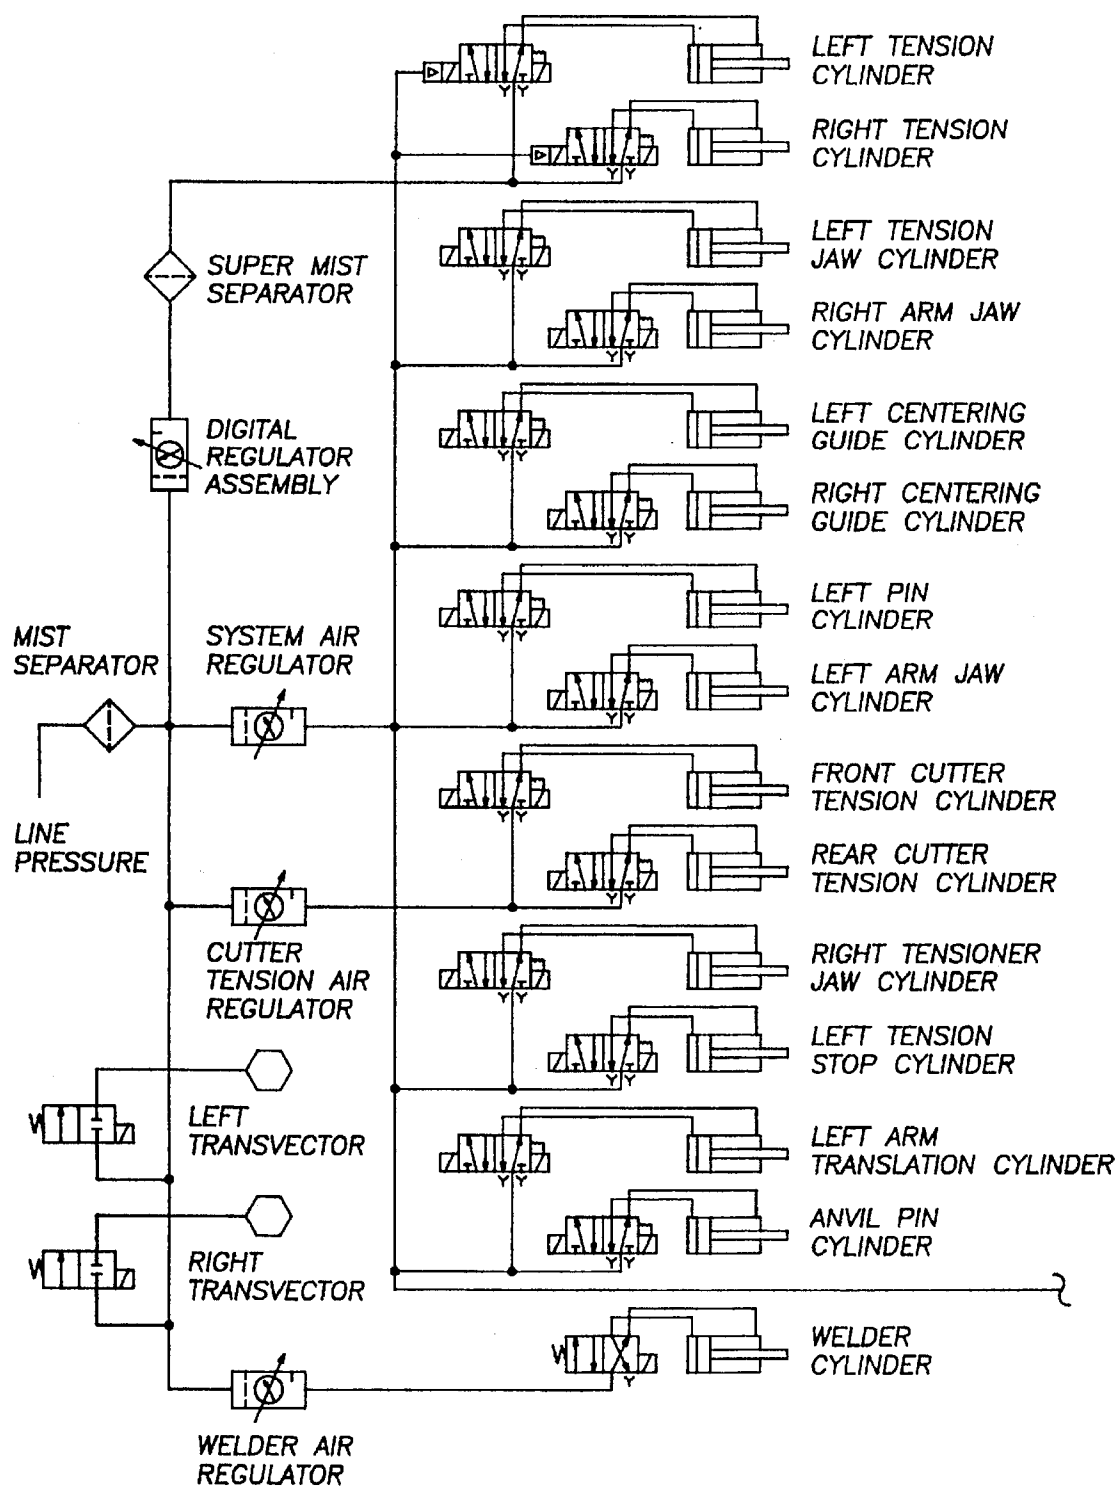 LEFT TENSION
CYLINDER
RIGHT TENSION
CYLINDER
LEFT TENSION
JAW CYLINDER
SUPER MIST
SEPARATOR
RIGHT ARM JAW
CYLINDER
LEFT CENTERING
GUIDE CYLINDER
DIGITAL
REGULATOR
ASSEMBLY
RIGHT CENTERING
GUIDE CYLINDER
LEFT PIN
CYLINDER
MIST
SEPARATOR
SYSTEM AIR
REGULATOR
LEFT ARM JAW
CYLINDER
FRONT CUTTER
TENSION CYLINDER
LINE
PRESSURE
REAR CUTTER
TENSION CYLINDER
CUTTER
TENSION AIR
REGULATOR
RIGHT TENSIONER
JAW CYLINDER
LEFT TENSION
STOP CYLINDER
LEFT
TRANSVECTOR
LEFT ARM
TRANSLATION CYLINDER
ANVIL PIN
CYLINDER
RIGHT
TRANSVECTOR
WELDER
CYLINDER
WELDER AIR
REGULATOR